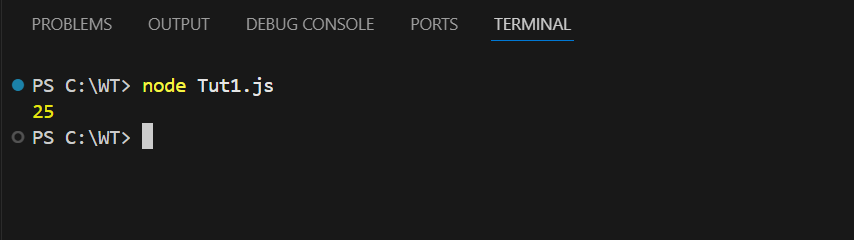 PROBLEMS OUTPUT DEBUG CONSOLE PORTS TERMINAL
PS C:\WT> node Tut1.js
25
PS C:\WT>